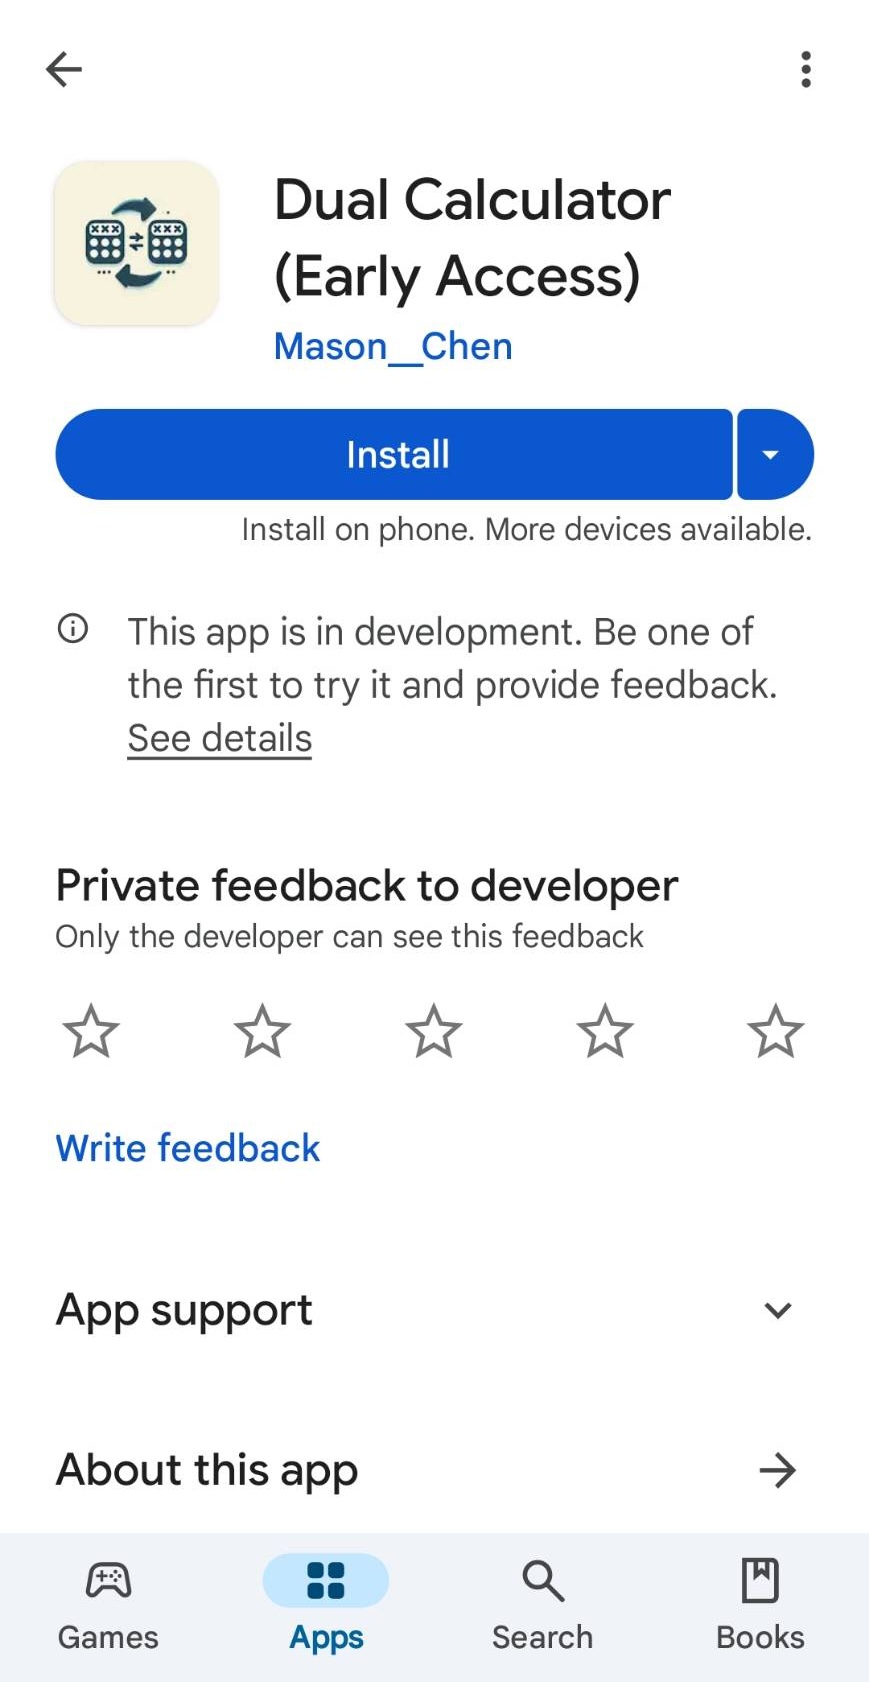 Dual Calculator
(Early Access)
Mason__Chen
Install
Install on phone. More devices available.
This app is in development. Be one of
the first to try it and provide feedback.
See details
Private feedback to developer
Only the developer can see this feedback
Write feedback
App support
About this app
Games
Apps
Search
Books